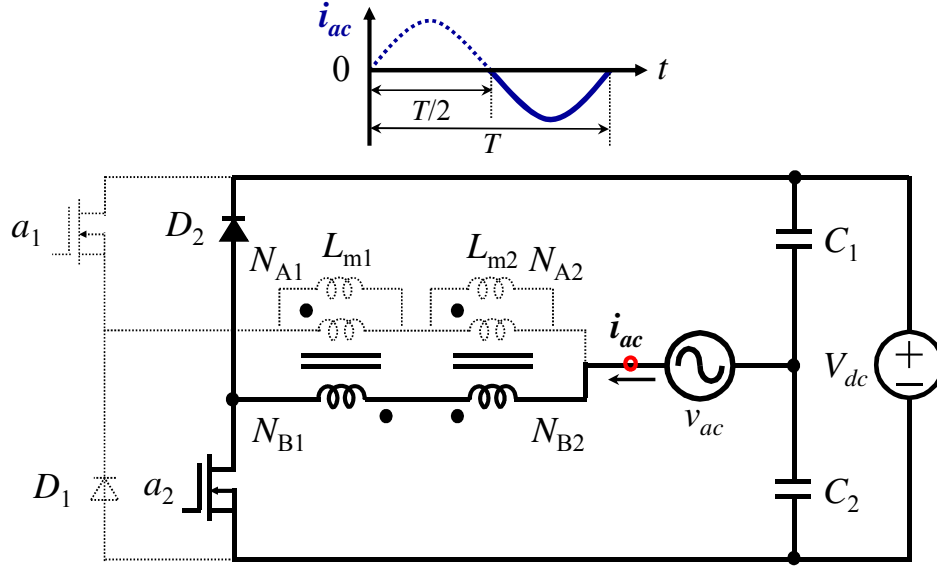 i_ac
0
t
T/2
T
a_1
D_2
N_A1
L_m1
L_m2
N_A2
C_1
i_ac
V_dc
v_ac
N_B1
N_B2
D_1
a_2
C_2